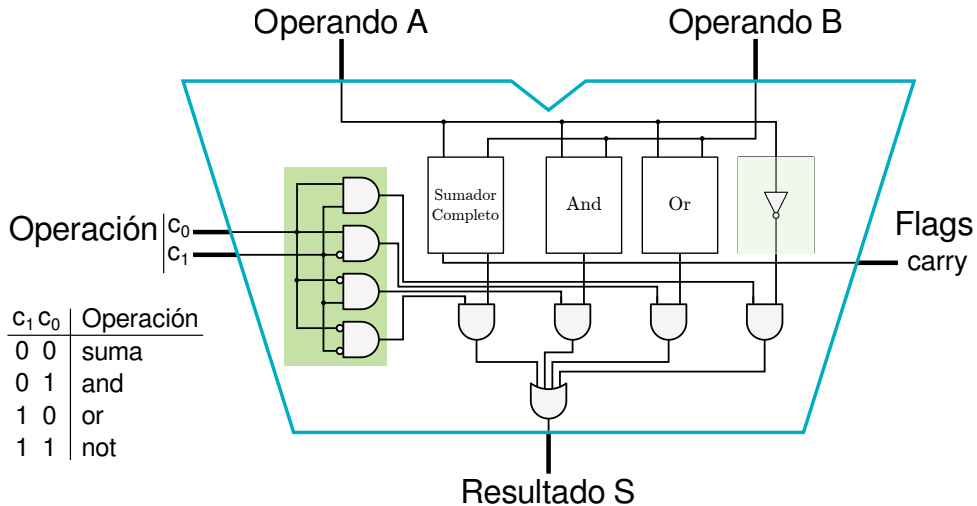 Operando A
Operando B
Sumador
Completo
And
Or
Operación
c0
c1
Flags
carry
c1 c0 Operación
0 0 suma
0 1 and
1 0 or
1 1 not
Resultado S